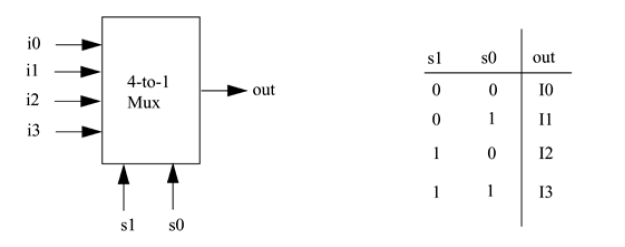 i0
i1
i2
i3
4-to-1
Mux
out
s1 s0
s1 s0 out
0 0 I0
0 1 I1
1 0 I2
1 1 I3